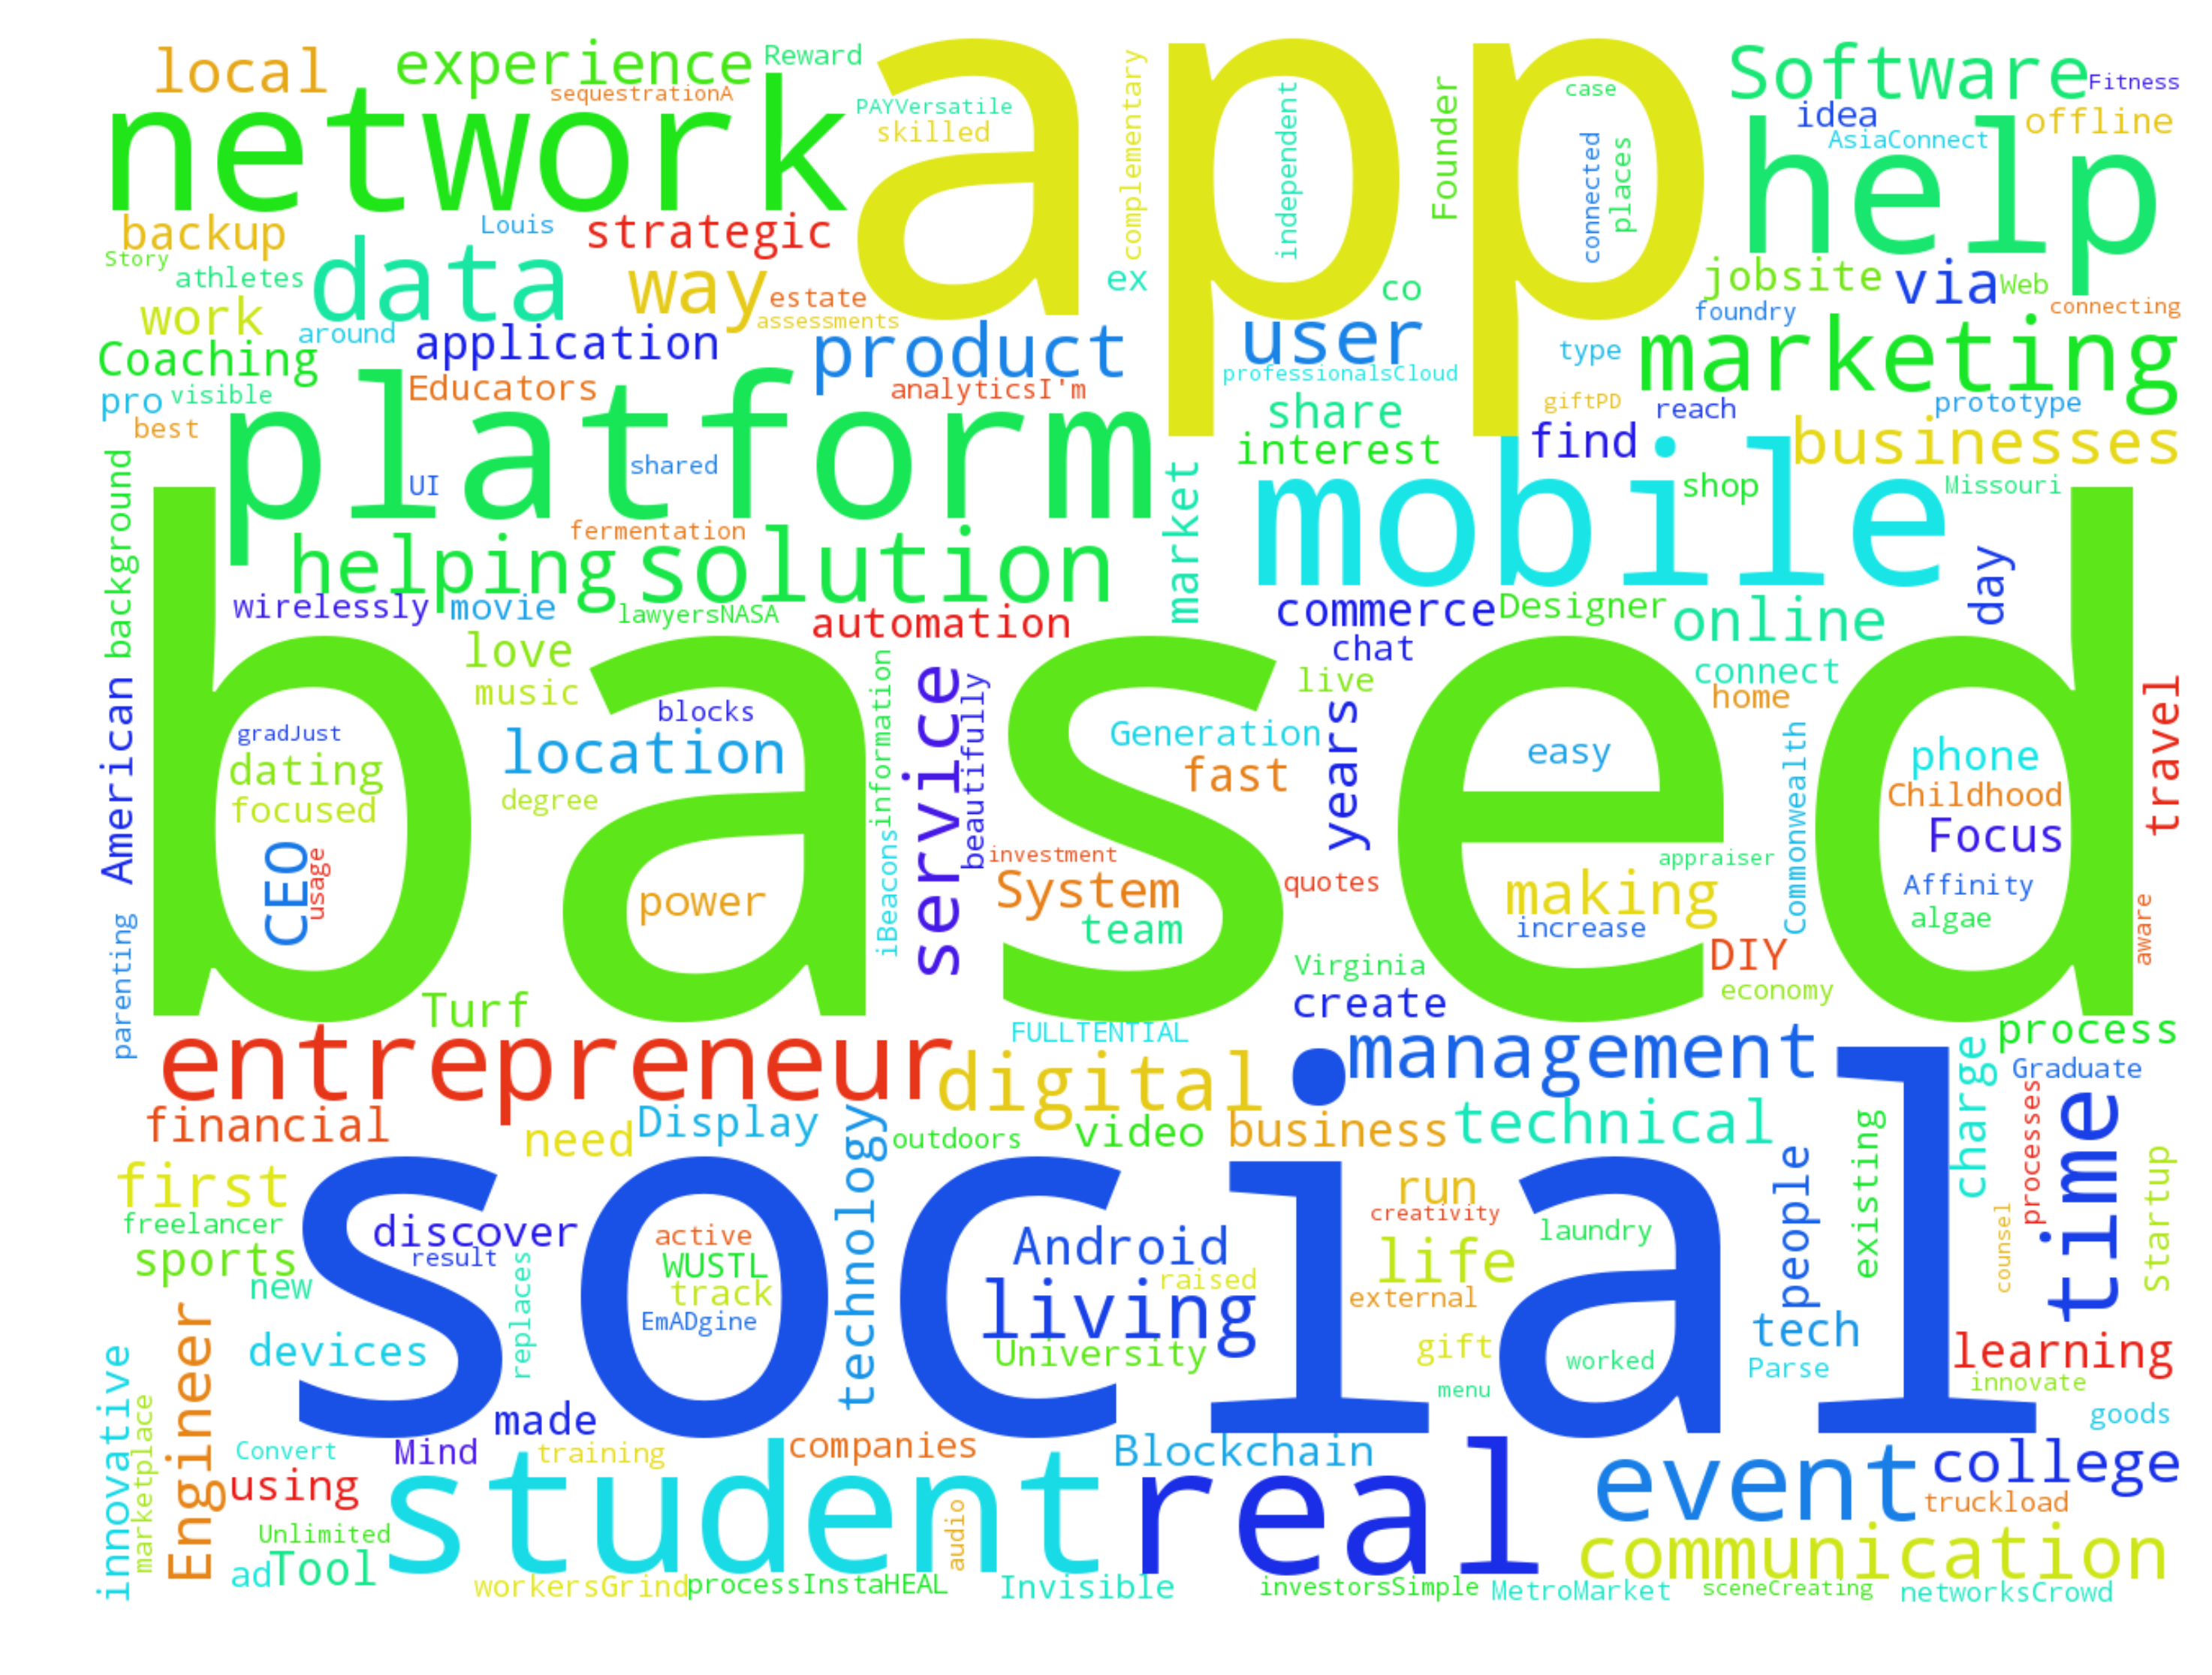 local
experience
Reward
app
Software
Fitness
sequestrationA
network
PAYVersatile
skilled
complementary
independent
Founder
case
connected
places
idea
offline
AsiaConnect
help
backup
Louis
strategic
Story
athletes
data
way
estate
assessments
ex
co
jobsite
via
Web
connecting
foundry
work
around
application
product
user
type
marketing
Coaching
Educators
analyticsI'm
professionalsCloud
pro
visible
best
share
giftPD
reach
prototype
platform
UI
shared
interest
find
businesses
market
mobile
shop
Missouri
background
fermentation
helping
solution
day
wirelessly
movie
lawyersNASA
automation
commerce
Designer
online
chat
based
love
music
information
service
beautifully
live
connect
home
American
blocks
location
degree
Generation
fast
years
easy
Commonwealth
phone
Childhood
Focus
travel
gradJust
dating
focused
CEO
usage
power
iBeacons
investment
System
team
quotes
making
increase
appraiser
Affinity
algae
aware
parenting
Virginia
DIY
economy
create
Turf
FULLTENTIAL
process
entrepreneur
digital
management
charge
Graduate
processes
time
financial
need
Display
technology
outdoors
video
business
technical
people
existing
Startup
first
social
freelancer
sports
new
discover
result
replaces
active
WUSTL
track
EmADgine
Android
raised
living
University
run
creativity
life
external
laundry
gift
worked
menu
counsel
tech
Parse
learning
innovate
goods
Engineer
devices
innovative
marketplace
made
Convert
Mind
training
companies
Blockchain
using
student
real
event
college
truckload
audio
Unlimited
ad
Tool
communication
workersGrind
processInstaHEAL
Invisible
investorsSimple
MetroMarket
sceneCreating
networksCrowd